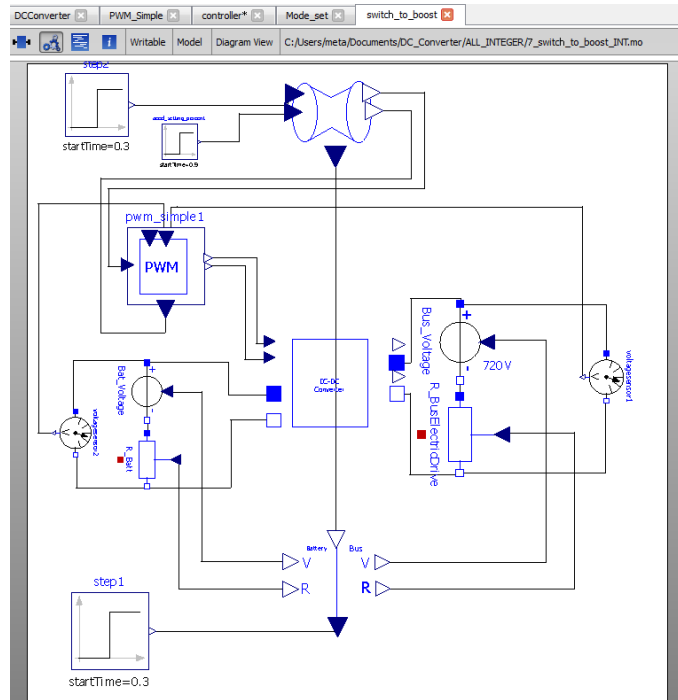 DCConverter
PWM_Simple
controller*
Mode_set
switch_to_boost
i
Writable
Model
Diagram View
C:/Users/meta/Documents/DC_Converter/ALL_INTEGER/7_switch_to_boost_INT.mo
step2
startTime=0.3
startTime=0.9
pwm_simple1
PWM
Bat_Voltage
+
-
R_Batt
voltagesensor2
V
DC-DC
Converter
Bus_Voltage
+
-
720 V
R_BusElectricDrive
voltagesensor1
V
Battery
Bus
V
V
R
R
step1
startTime=0.3